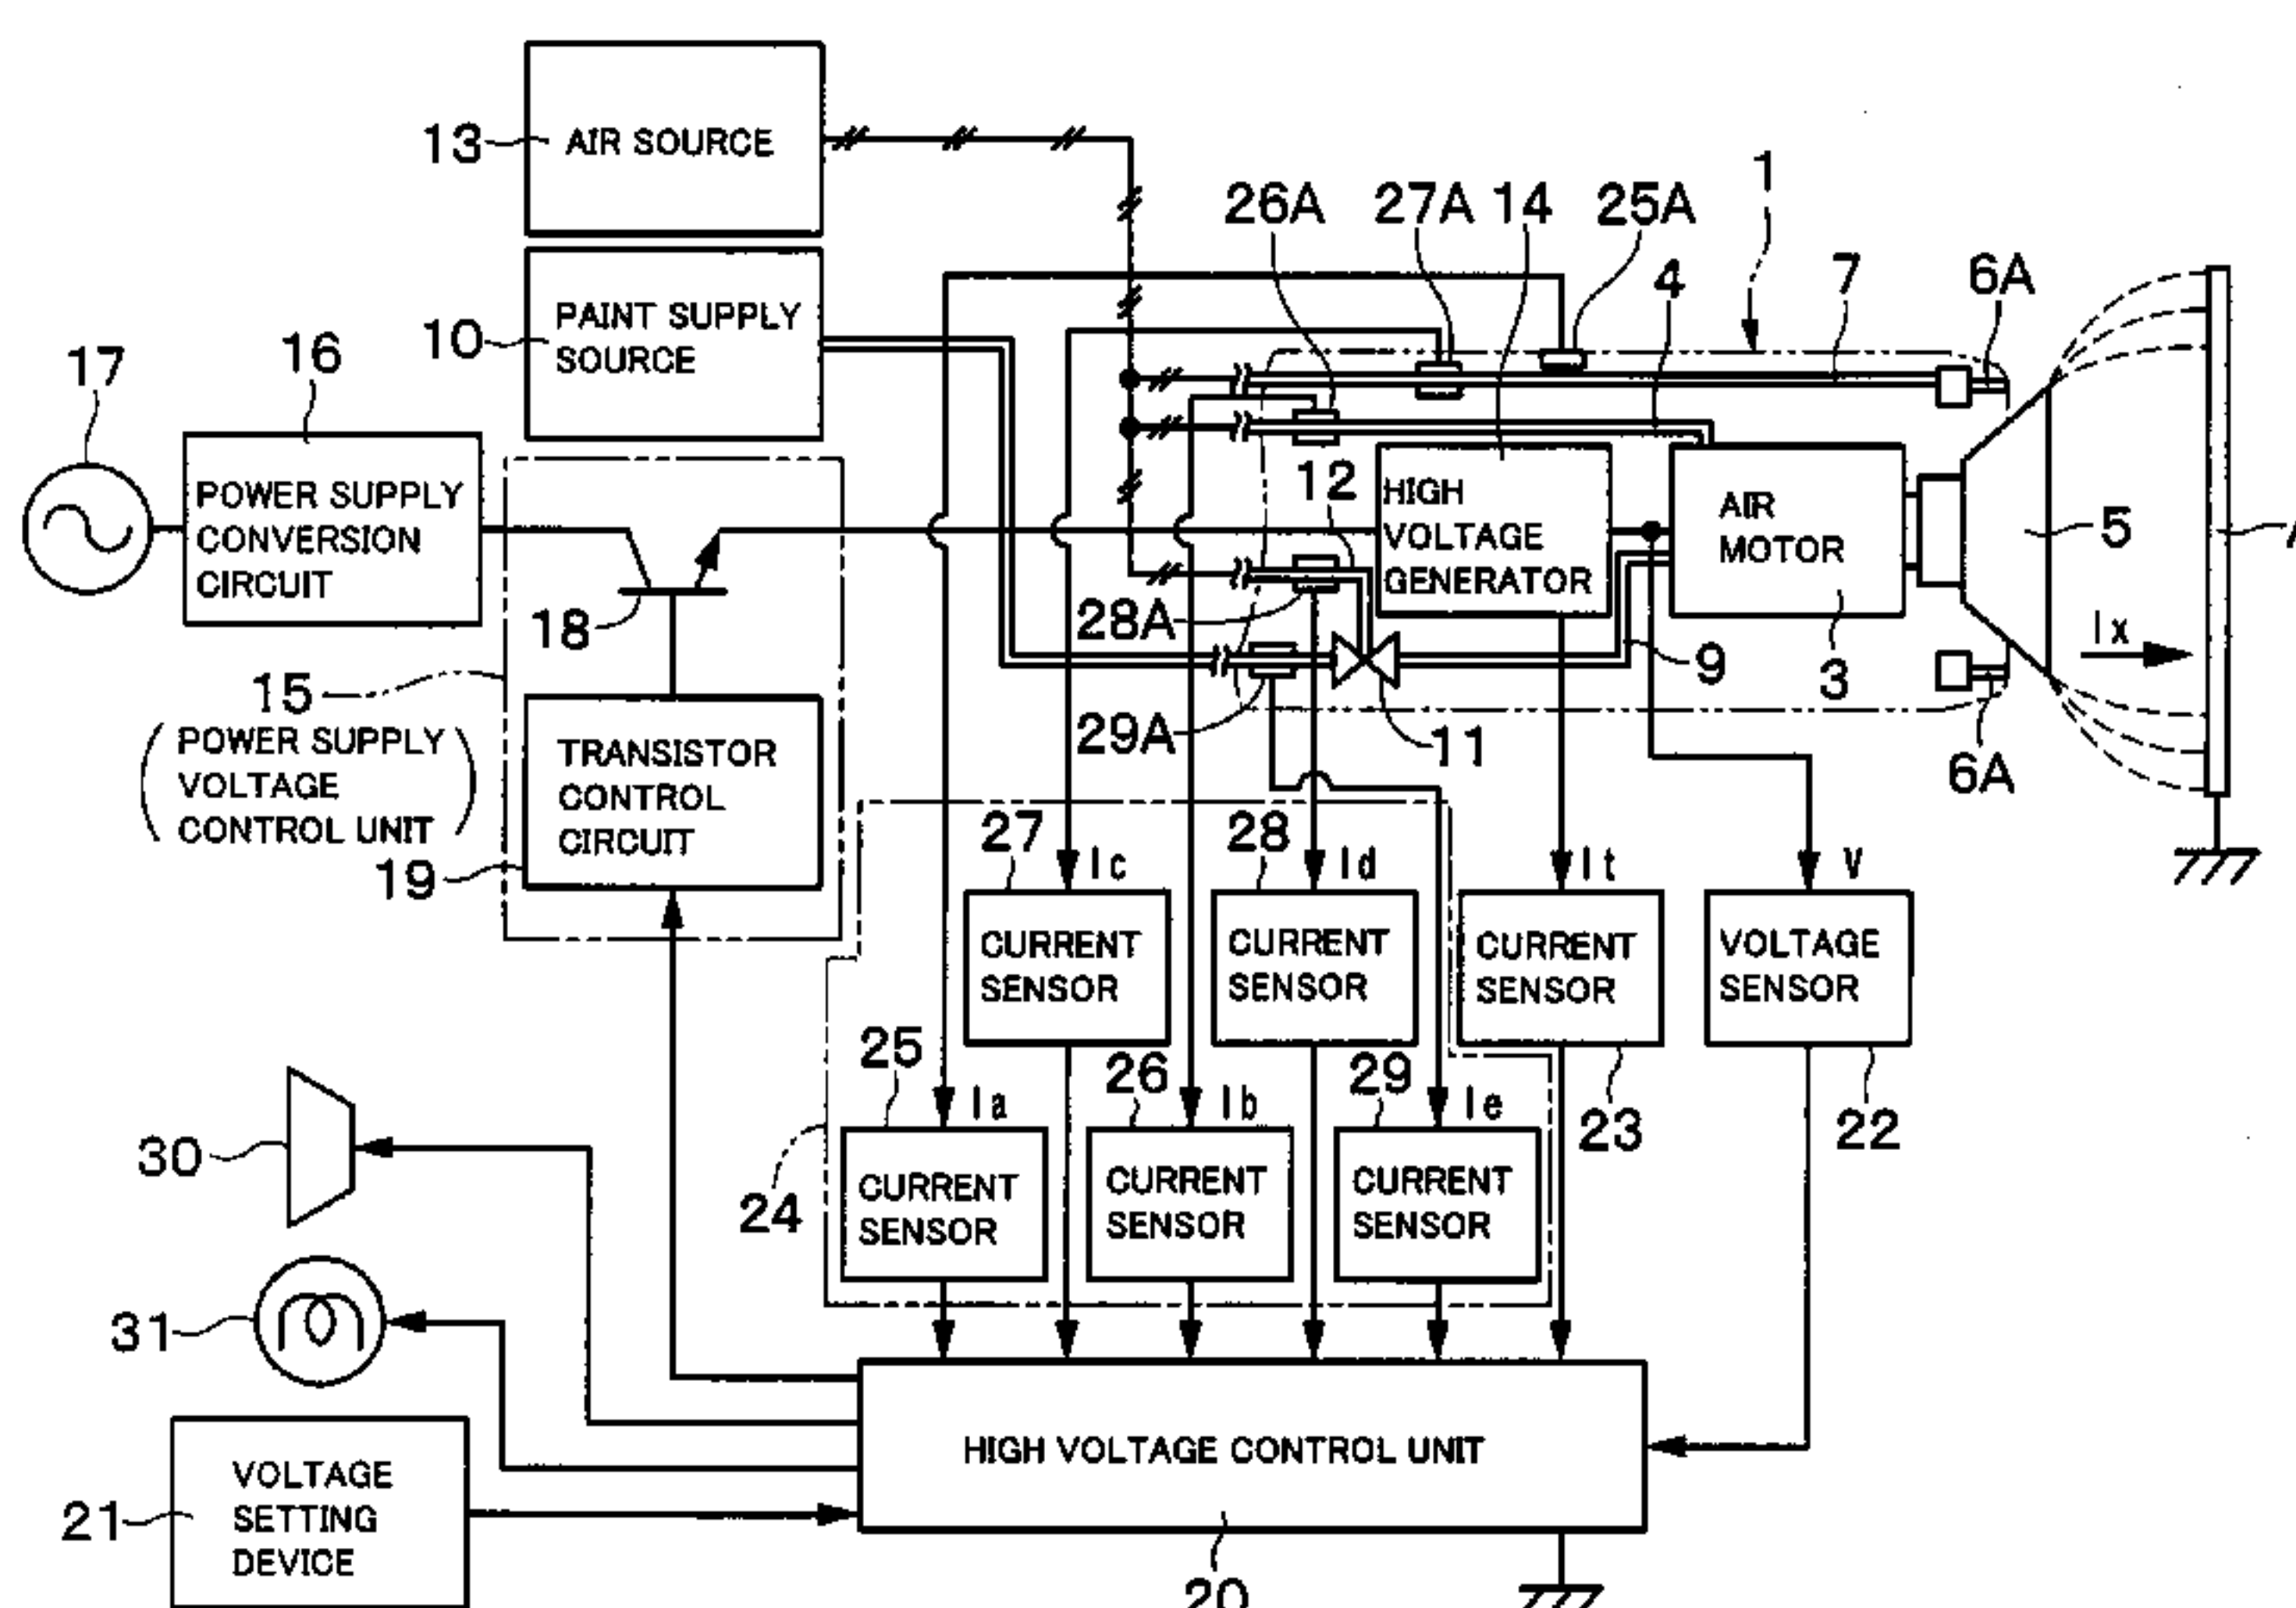 13
AIR SOURCE
1
26A
27A
14
25A
4
7
6A
10
PAINT SUPPLY
SOURCE
16
17
12
POWER SUPPLY
CONVERSION
CIRCUIT
HIGH
VOLTAGE
GENERATOR
AIR
MOTOR
5
18
28A
Ix
15
9
3
29A
11
6A
POWER SUPPLY
VOLTAGE
CONTROL UNIT
TRANSISTOR
CONTROL
CIRCUIT
19
27
Ic
28
Id
It
V
CURRENT
SENSOR
CURRENT
SENSOR
CURRENT
SENSOR
VOLTAGE
SENSOR
25
26
29
Ia
Ib
Ie
23
22
30
24
CURRENT
SENSOR
CURRENT
SENSOR
CURRENT
SENSOR
31
HIGH VOLTAGE CONTROL UNIT
21
VOLTAGE
SETTING
DEVICE
20